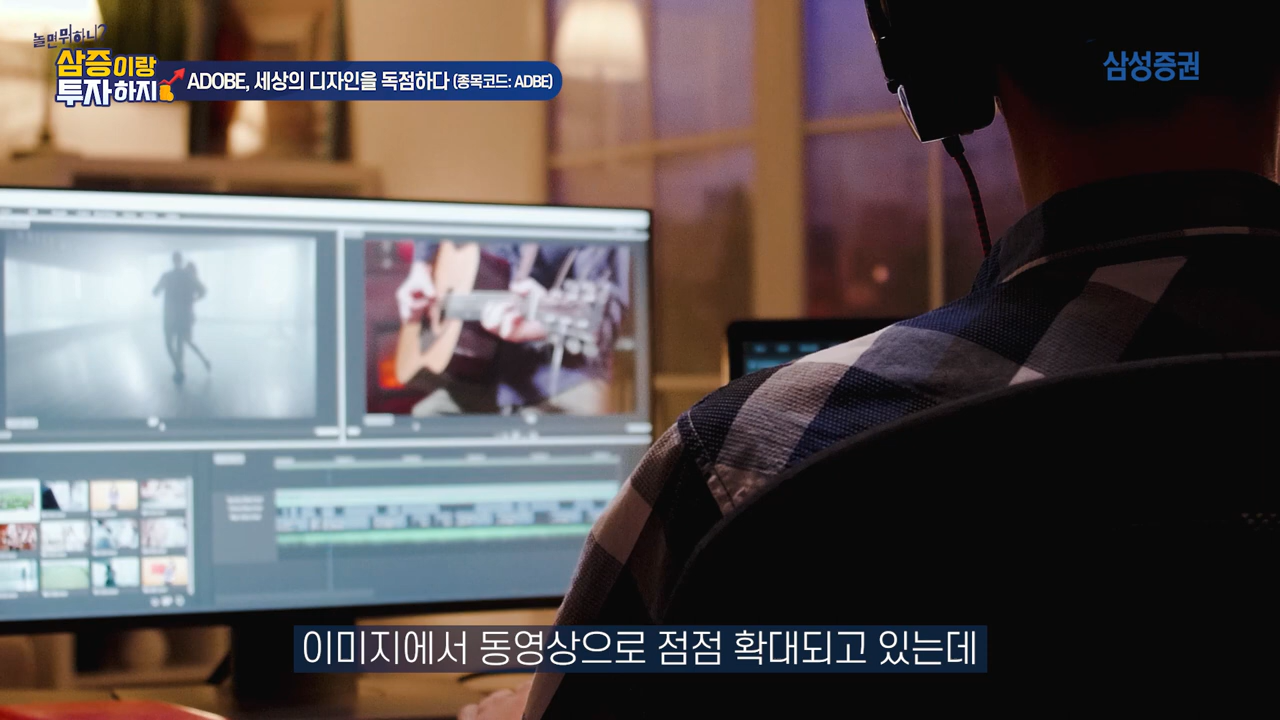 놀면 뭐하니?
삼증이랑
투자하지
ADOBE, 세상의 디자인을 독점하다 (종목코드: ADBE)
삼성증권
이미지에서 동영상으로 점점 확대되고 있는데